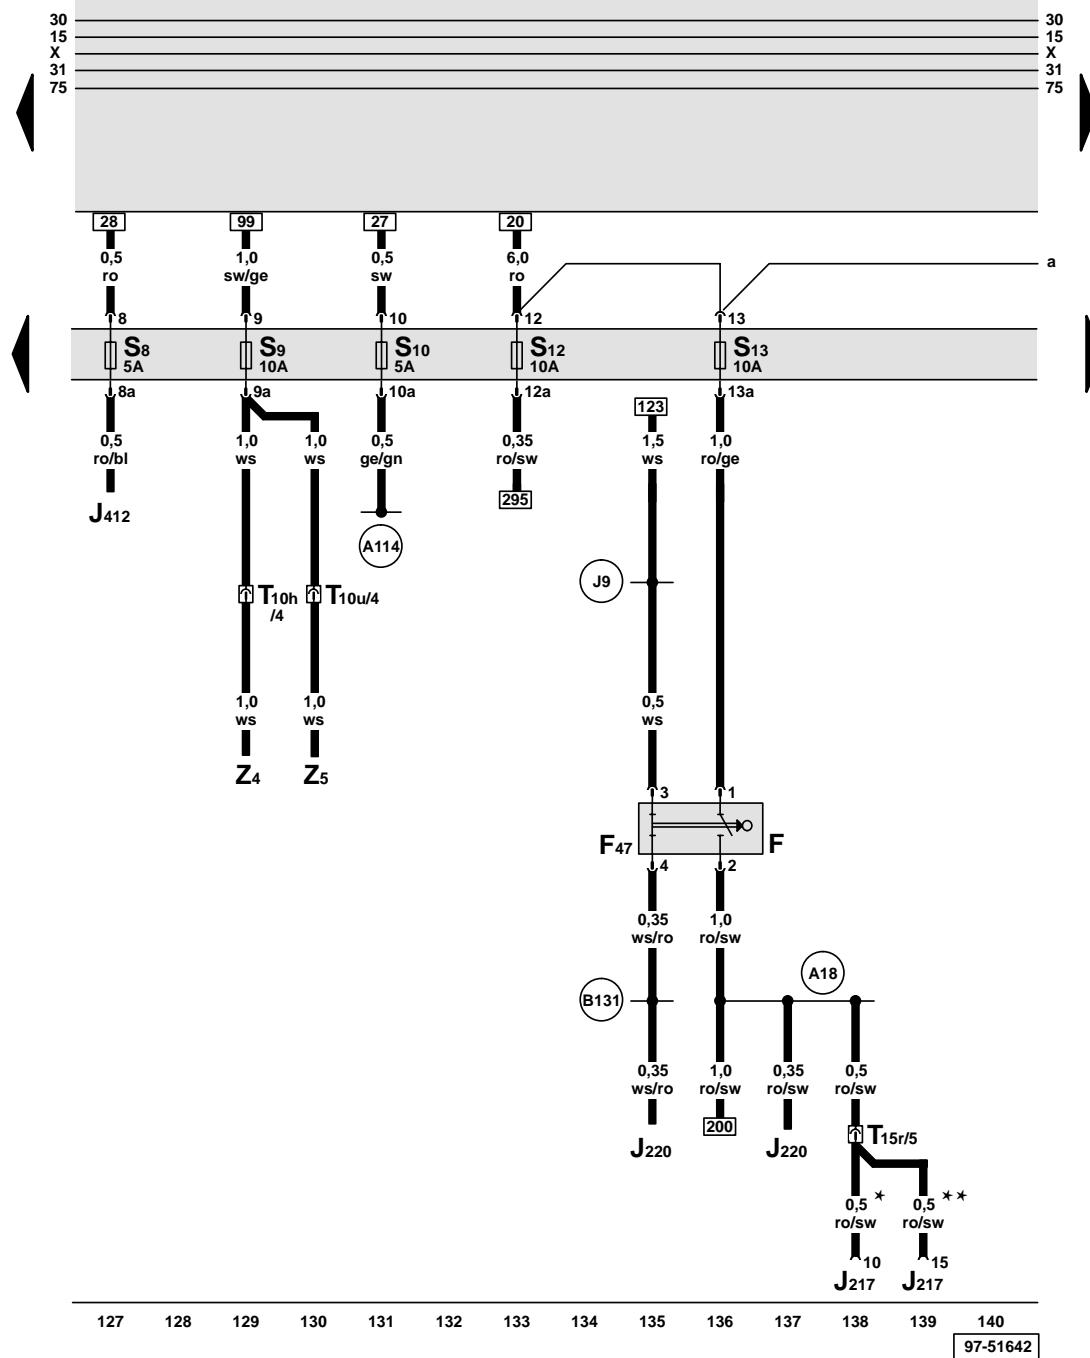 30 30
15 15
X X
31 31
75 75
28 99 27 20
0,5 1,0 0,5 6,0
ro sw/ge sw ro
a
8 9 10 12 13
S8 S9 S10 S12 S13
5A 10A 5A 10A 10A
8a 9a 10a 12a 13a
123
0,5 1,0 1,0 0,5 0,35 1,5 1,0
ro/bl ws ws ge/gn ro/sw ws ro/ge
295
J412
A114
J9
T10h T10u/4
/4
1,0 1,0 0,5
ws ws ws
Z4 Z5
3 1
F47 F
4 2
0,35 1,0
ws/ro ro/sw
A18
B131
0,35 1,0 0,35 0,5
ws/ro ro/sw ro/sw ro/sw
200
J220 J220
T15r/5
0,5 * 0,5 **
ro/sw ro/sw
10 15
J217 J217
127 128 129 130 131 132 133 134 135 136 137 138 139 140
97-51642